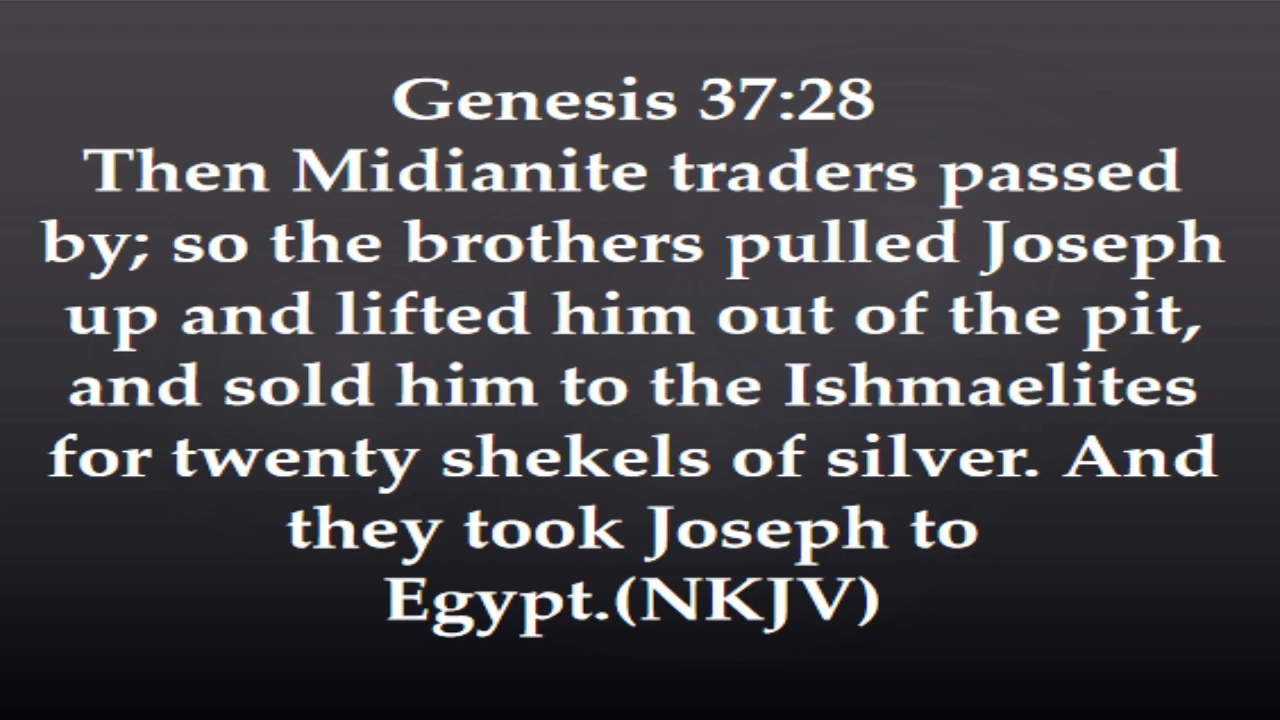 Genesis 37:28
Then Midianite traders passed
by; so the brothers pulled Joseph
up and lifted him out of the pit,
and sold him to the Ishmaelites
for twenty shekels of silver. And
they took Joseph to
Egypt.(NKJV)